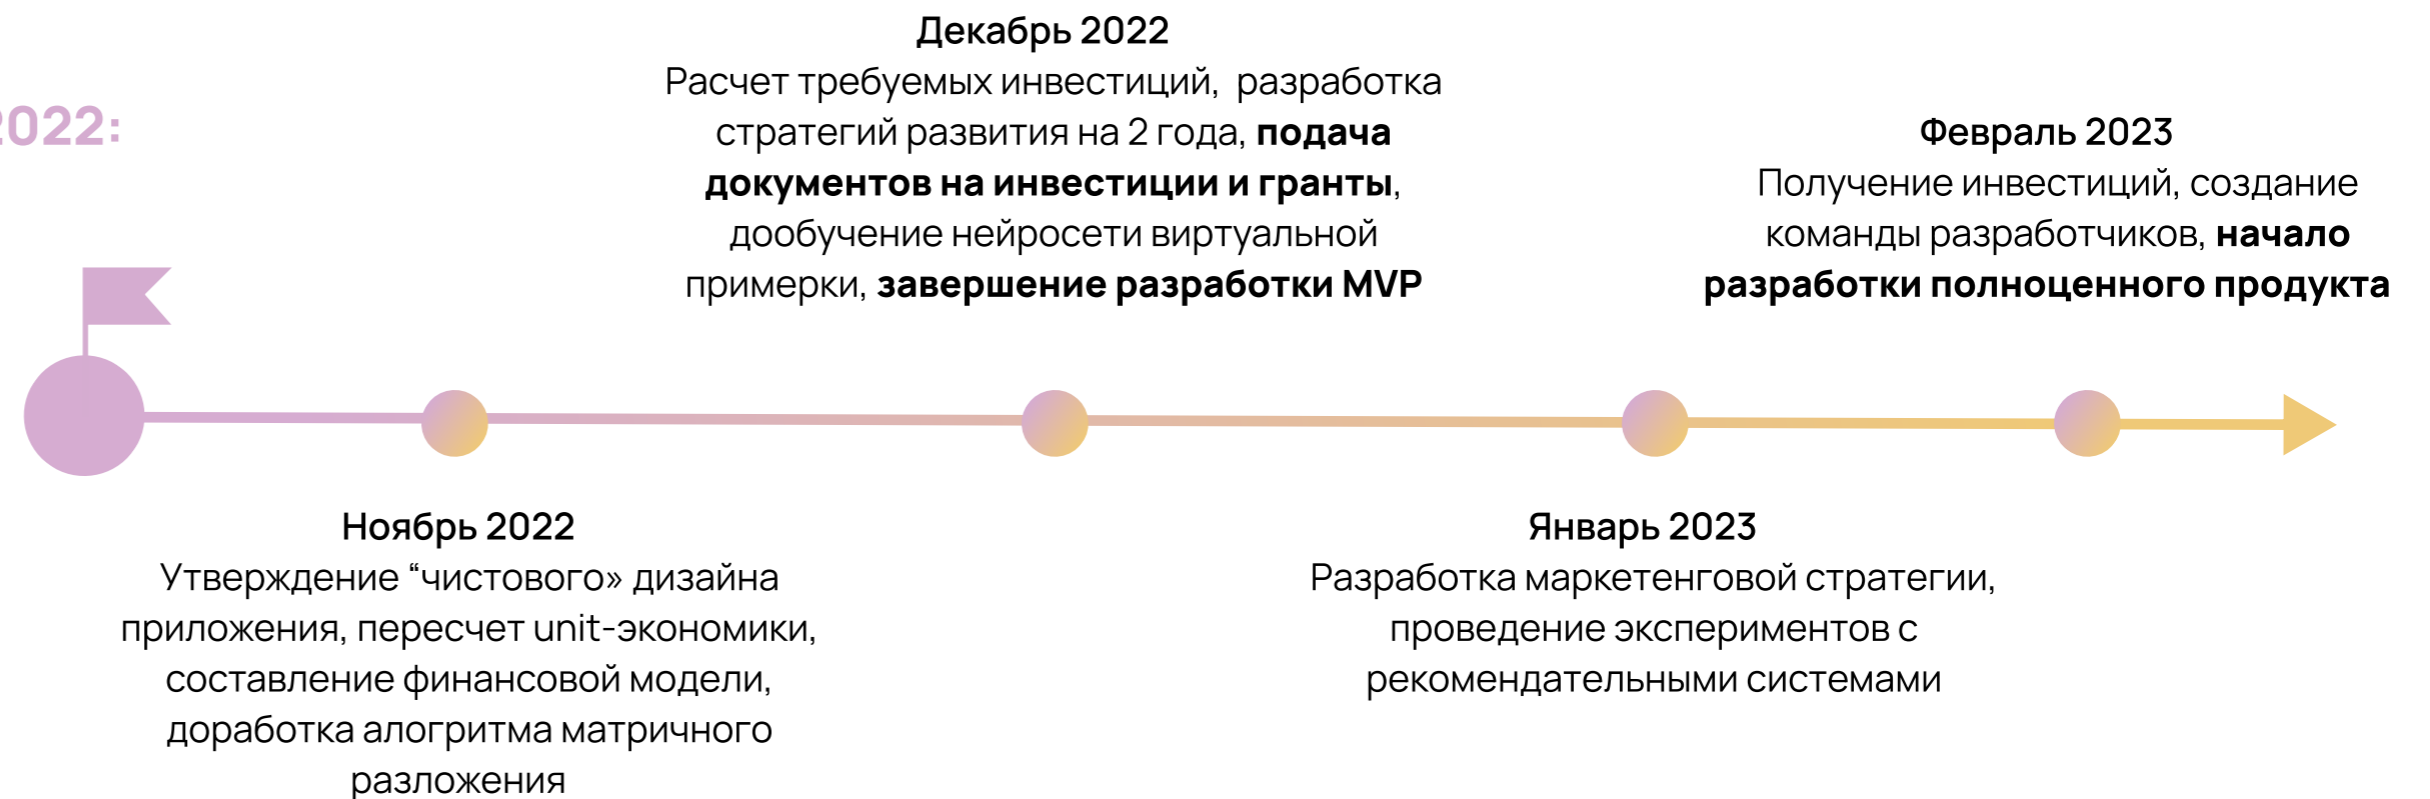 2022:
Ноябрь 2022
Утверждение “чистового» дизайна
приложения, пересчет unit-экономики,
составление финансовой модели,
доработка алогритма матричного
разложения
Декабрь 2022
Расчет требуемых инвестиций,  разработка
стратегий развития на 2 года, подача
документов на инвестиции и гранты,
дообучение нейросети виртуальной
примерки, завершение разработки MVP
Январь 2023
Разработка маркетенговой стратегии,
проведение экспериментов с
рекомендательными системами
Февраль 2023
Получение инвестиций, создание
команды разработчиков, начало
разработки полноценного продукта